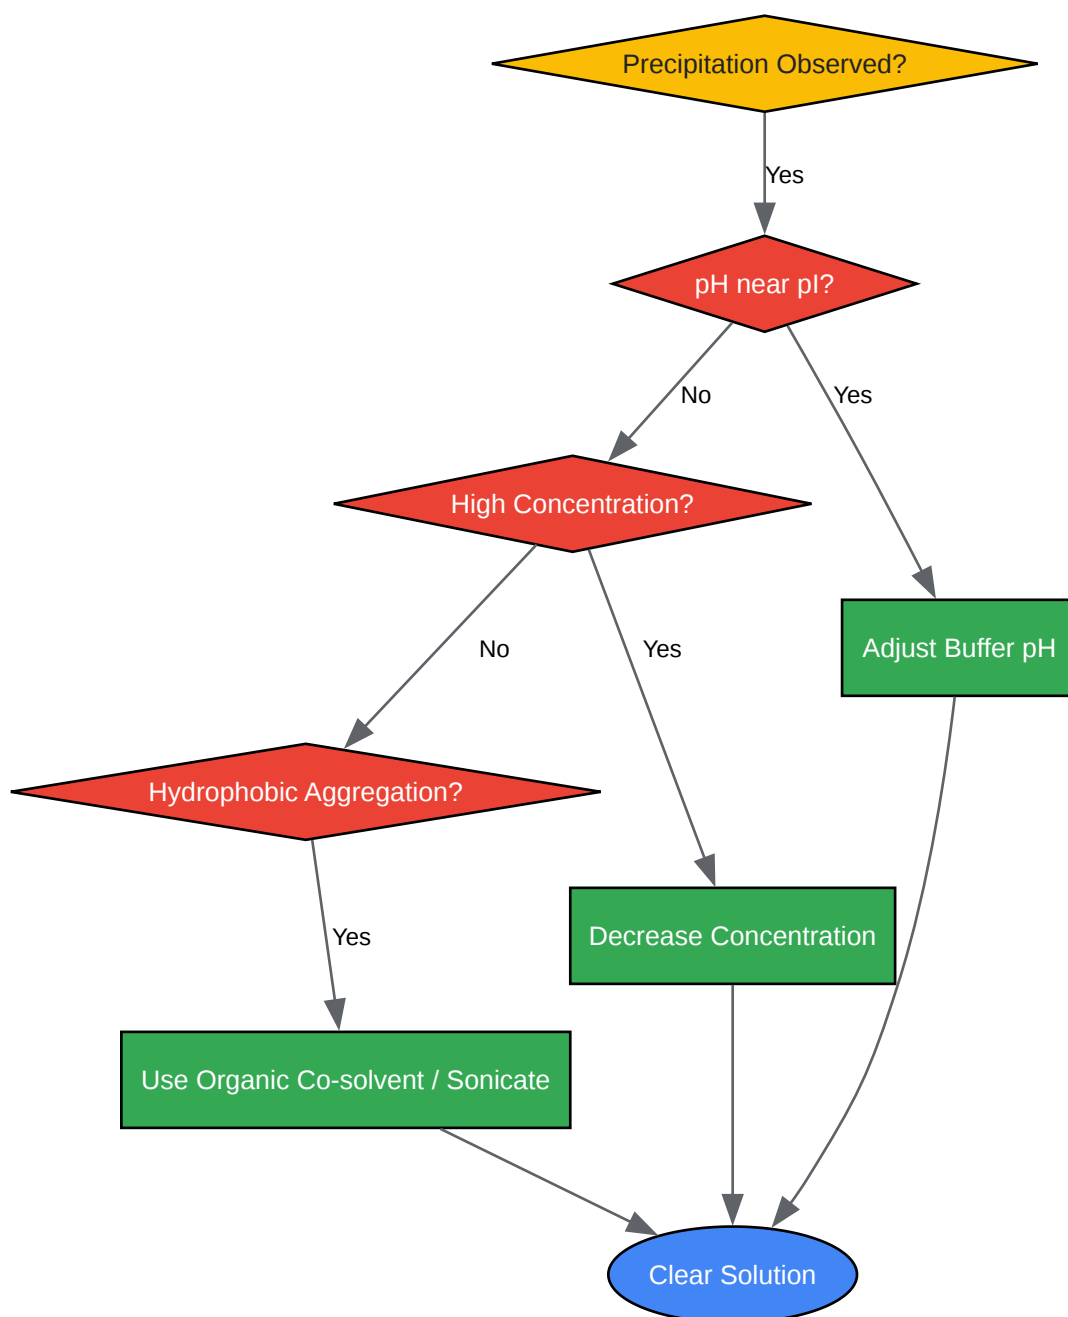 Precipitation Observed?
Yes
pH near pI?
No
Yes
High Concentration?
No
Yes
Adjust Buffer pH
Hydrophobic Aggregation?
Yes
Decrease Concentration
Use Organic Co-solvent / Sonicate
Clear Solution